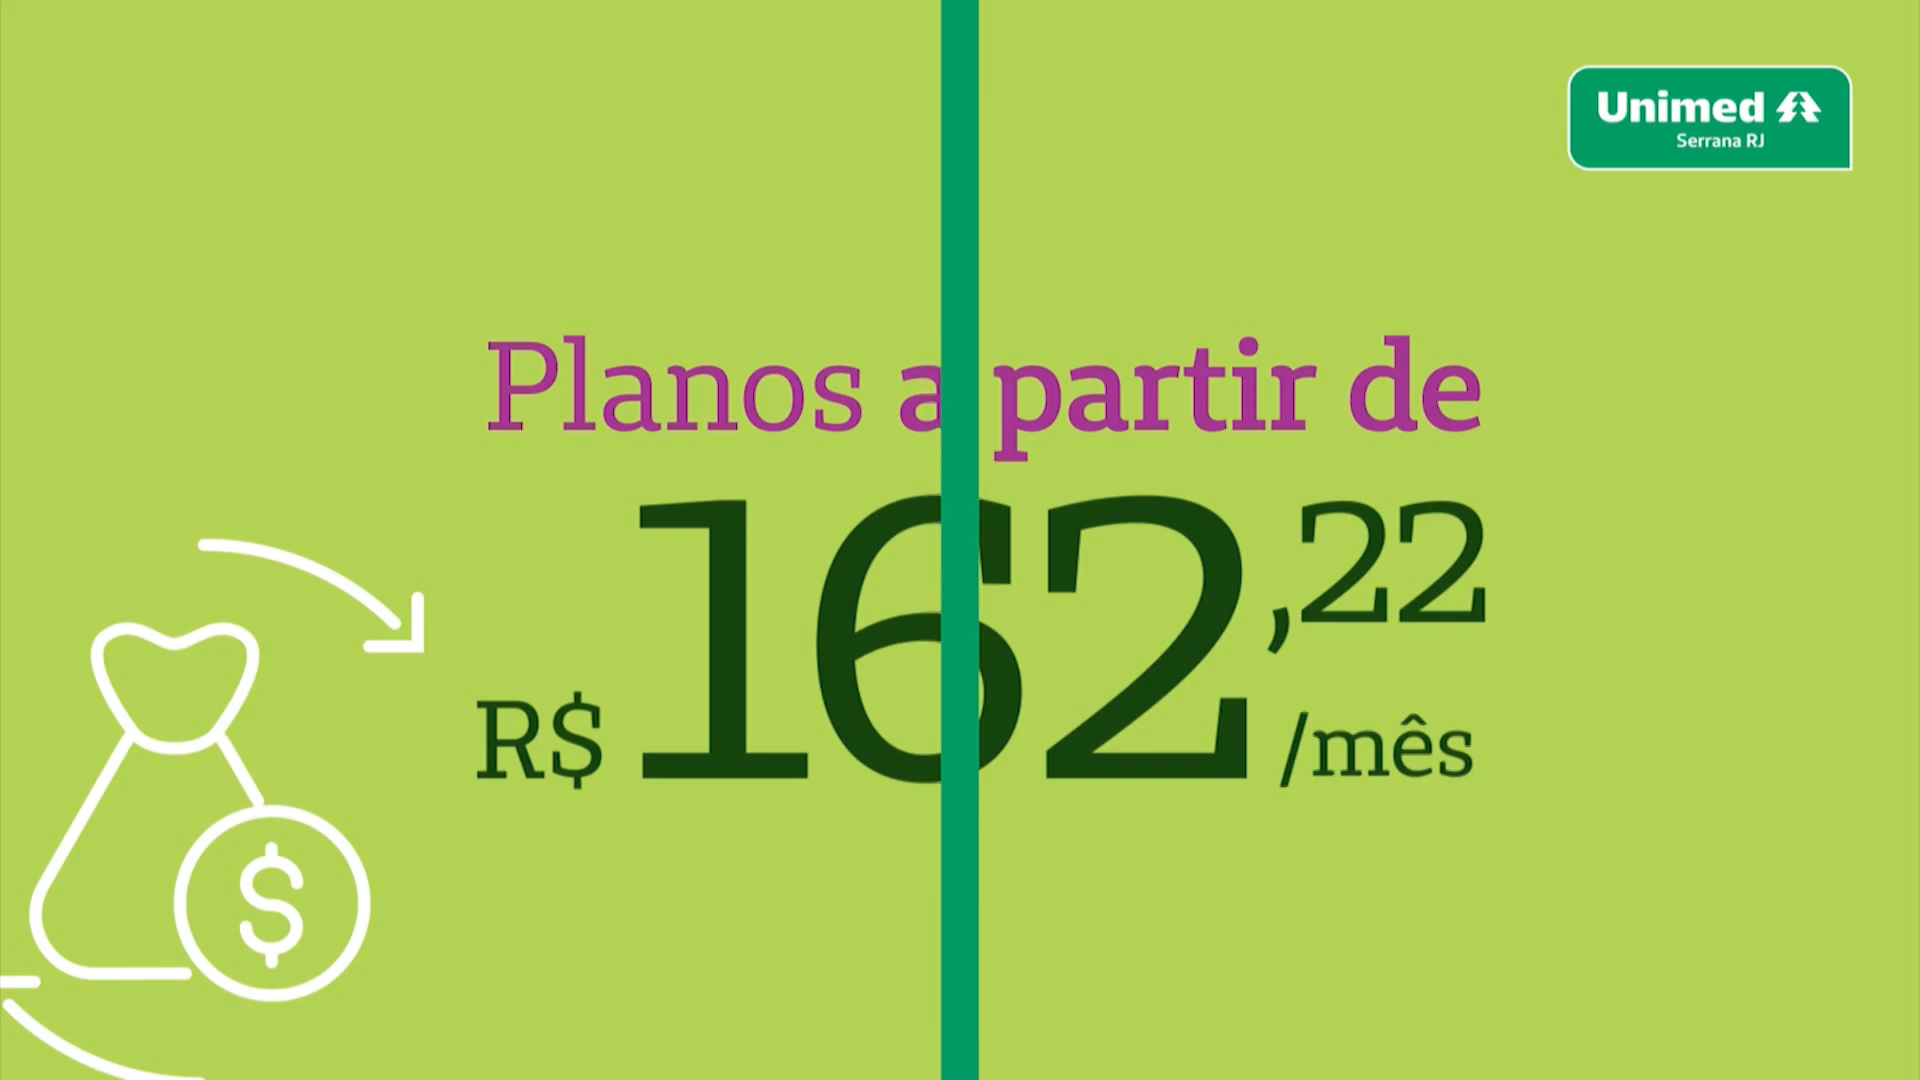 Unimed
Serrana RJ
Planos a partir de
R$ 162,22 /mês
$